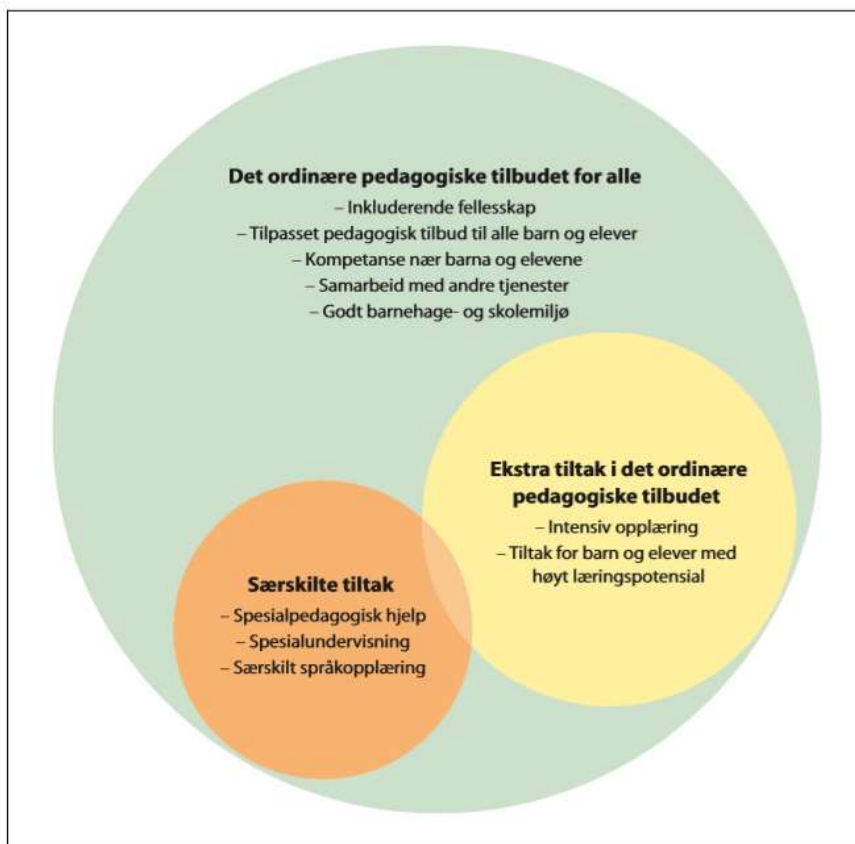 Det ordinære pedagogiske tilbudet for alle
– Inkluderende fellesskap
– Tilpasset pedagogisk tilbud til alle barn og elever
– Kompetanse nær barna og elevene
– Samarbeid med andre tjenester
– Godt barnehage- og skolemiljø
Ekstra tiltak i det ordinære
pedagogiske tilbudet
– Intensiv opplæring
– Tiltak for barn og elever med
høyt læringspotensial
Særskilte tiltak
– Spesialpedagogisk hjelp
– Spesialundervisning
– Særskilt språkopplæring